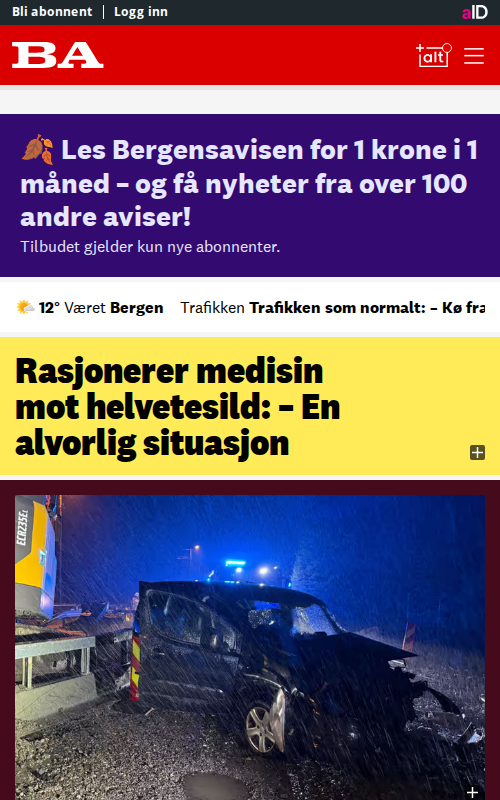 Bli abonnent | Logg inn
aID
BA
+alt
Les Bergensavisen for 1 krone i 1
måned – og få nyheter fra over 100
andre aviser!
Tilbudet gjelder kun nye abonnenter.
12° Været Bergen Trafikken Trafikken som normalt: – Kø fra
Rasjonerer medisin
mot helvetesild: – En
alvorlig situasjon
ECR235E